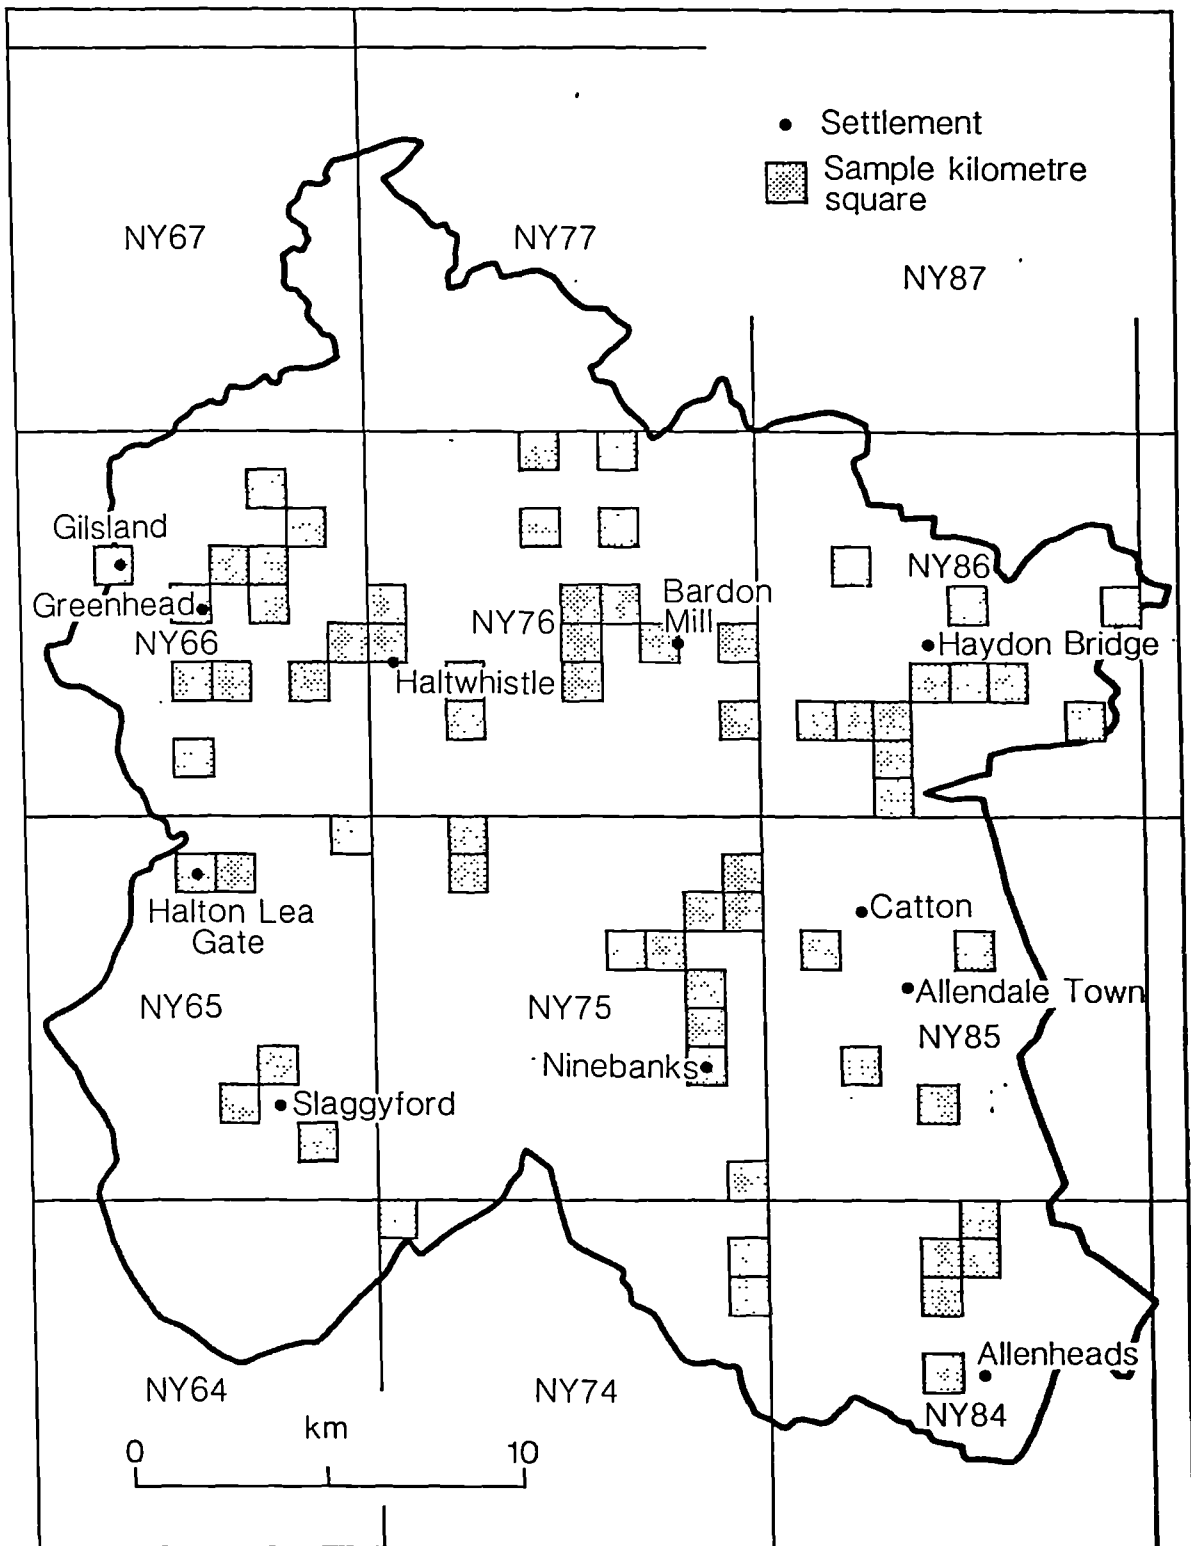 Settlement
Sample kilometre
square
NY67
NY77
NY87
Gilsland
Greenhead
NY66
NY76
Bardon
Mill
NY86
Haydon Bridge
Haltwhistle
Halton Lea
Gate
Catton
NY65
NY75
Allendale Town
NY85
Ninebanks
Slaggyford
Allenheads
NY64
NY74
NY84
km
0
10